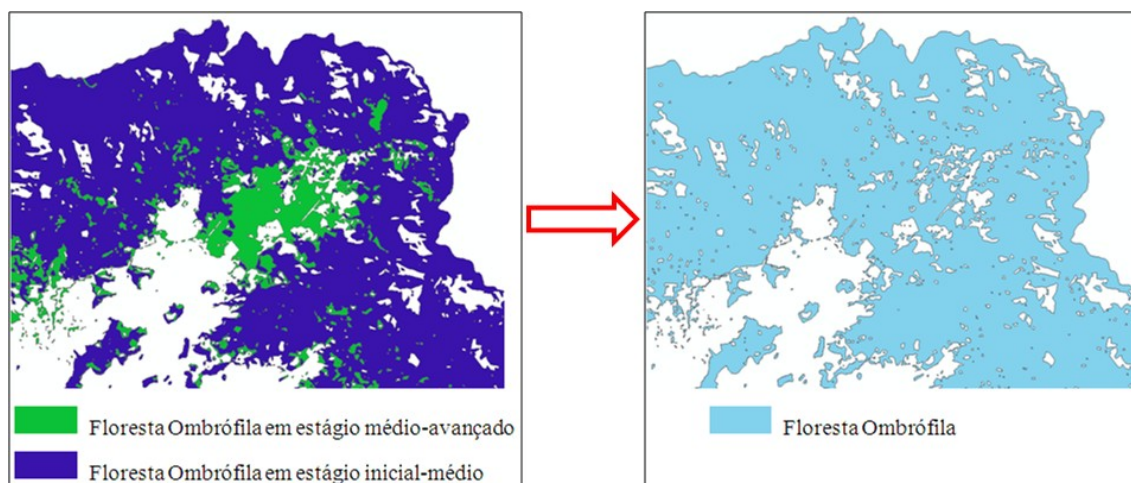 Floresta Ombrófila em estágio médio-avançado
Floresta Ombrófila em estágio inicial-médio
Floresta Ombrófila